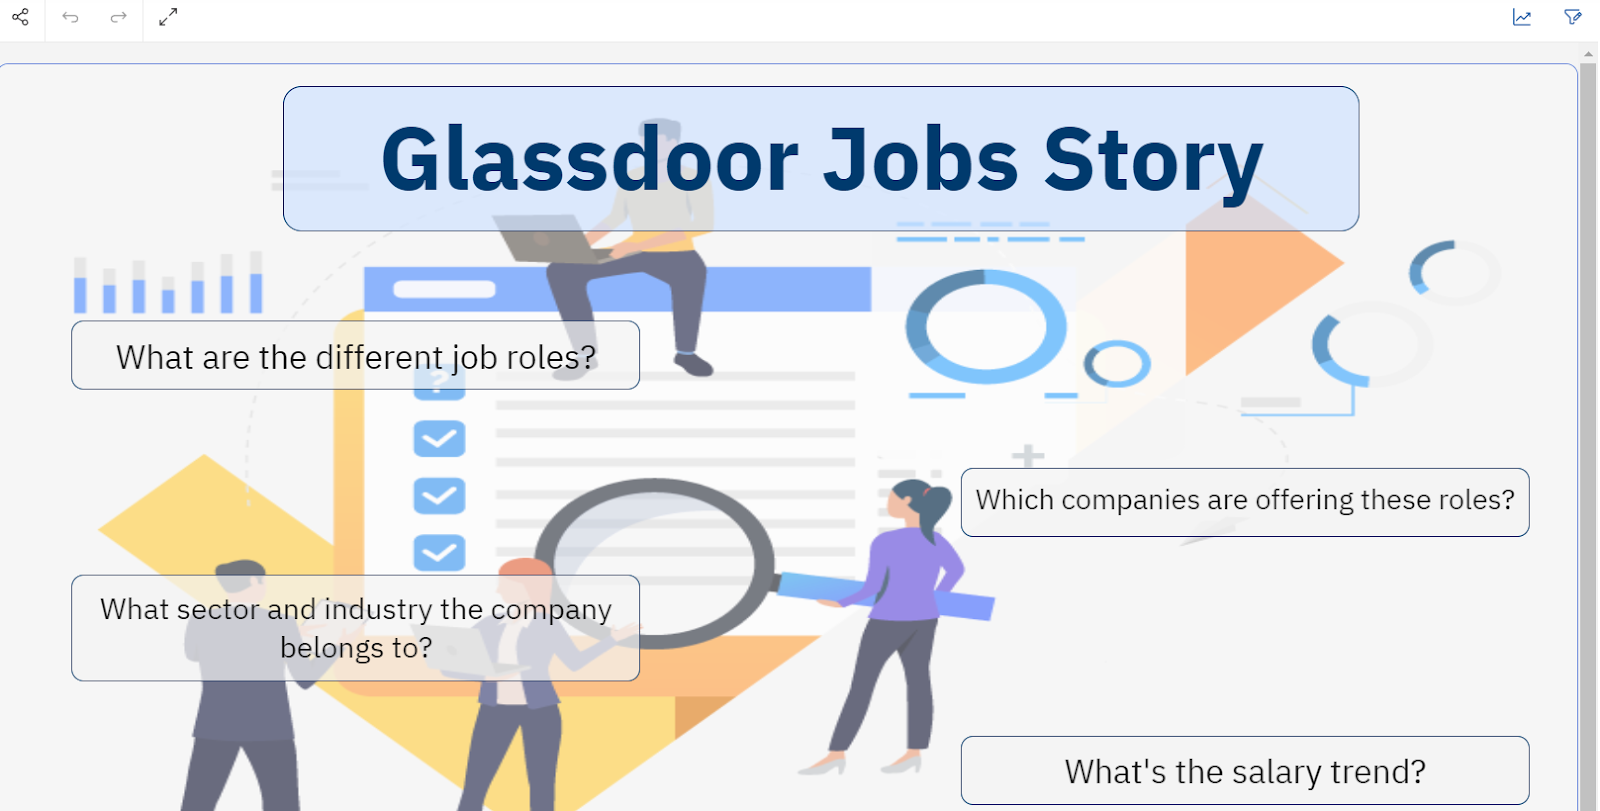 Glassdoor Jobs Story
What are the different job roles?
?
Which companies are offering these roles?
What sector and industry the company
belongs to?
What's the salary trend?